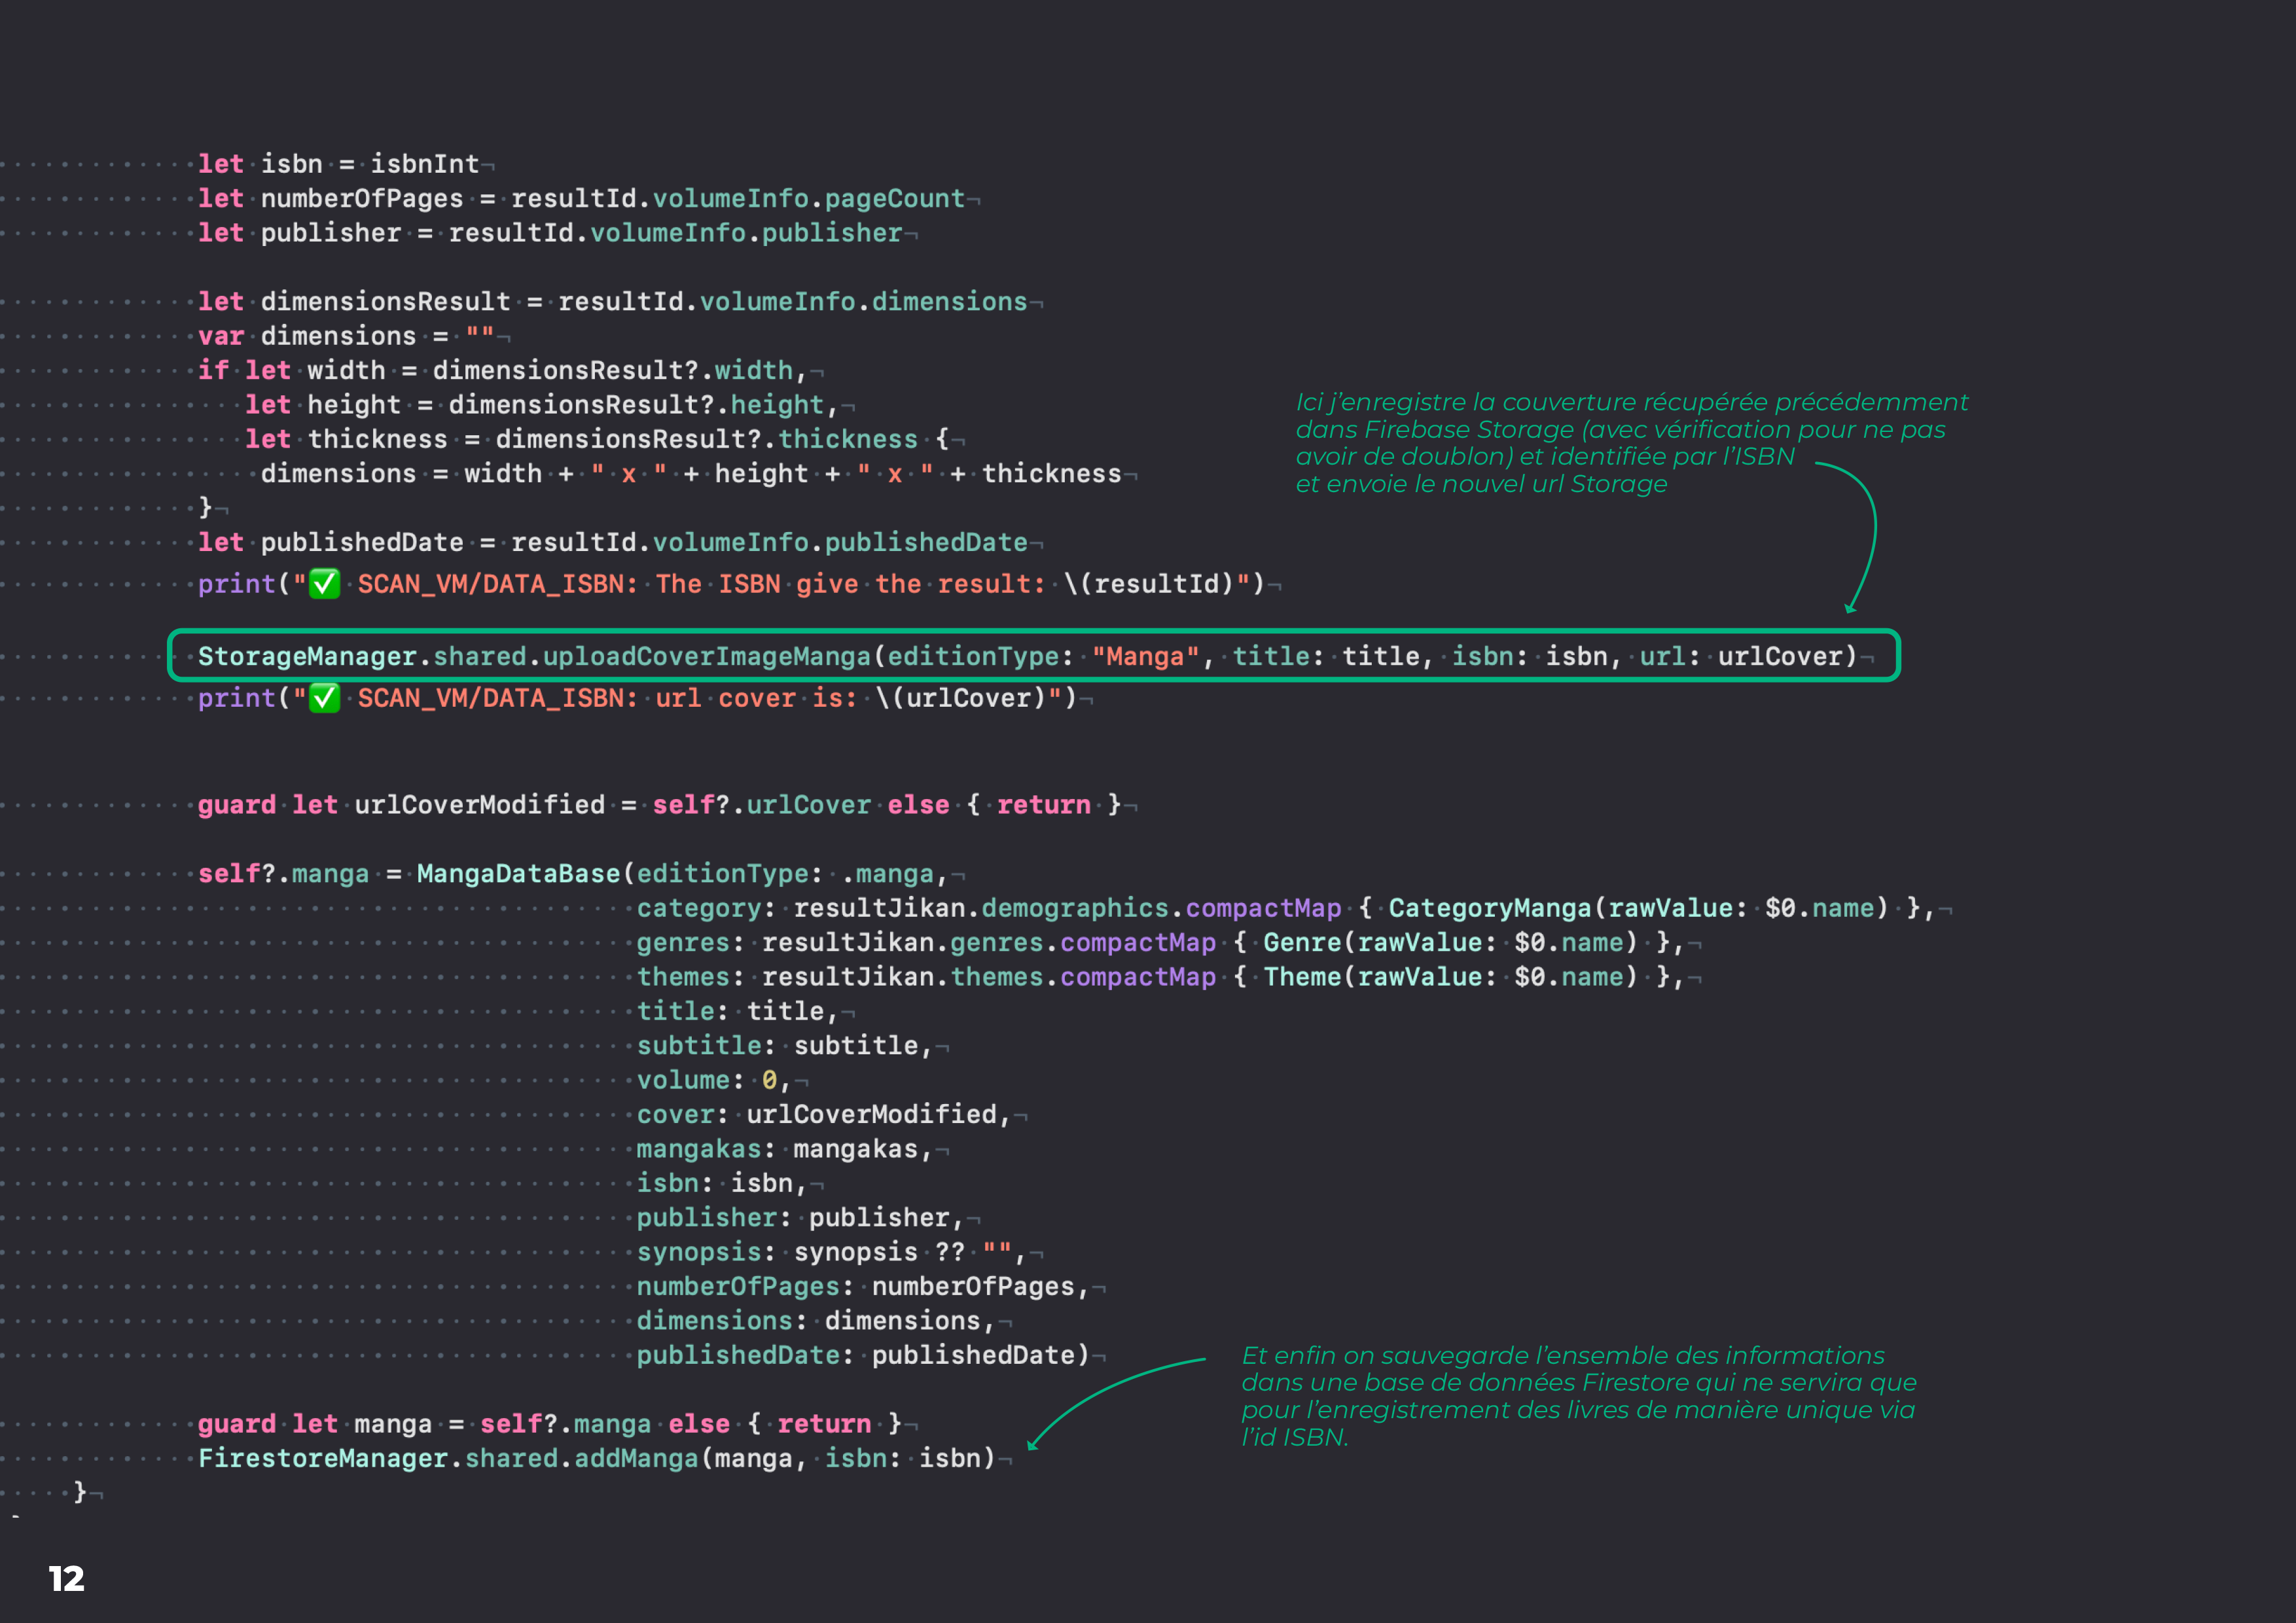 let isbn = isbnInt¬
let numberOfPages = resultId.volumeInfo.pageCount¬
let publisher = resultId.volumeInfo.publisher¬
let dimensionsResult = resultId.volumeInfo.dimensions¬
var dimensions = ""¬
if let width = dimensionsResult?.width,¬
let height = dimensionsResult?.height,¬
let thickness = dimensionsResult?.thickness {¬
dimensions = width + " x " + height + " x " + thickness¬
}¬
let publishedDate = resultId.volumeInfo.publishedDate¬
print("✅ SCAN_VM/DATA_ISBN: The ISBN give the result: \(resultId)")¬
Ici j’enregistre la couverture récupérée précédemment
dans Firebase Storage (avec vérification pour ne pas
avoir de doublon) et identifiée par l’ISBN
et envoie le nouvel url Storage
StorageManager.shared.uploadCoverImageManga(editionType: "Manga", title: title, isbn: isbn, url: urlCover)¬
print("✅ SCAN_VM/DATA_ISBN: url cover is: \(urlCover)")¬
guard let urlCoverModified = self?.urlCover else { return }¬
self?.manga = MangaDataBase(editionType: .manga,¬
category: resultJikan.demographics.compactMap { CategoryManga(rawValue: $0.name) },¬
genres: resultJikan.genres.compactMap { Genre(rawValue: $0.name) },¬
themes: resultJikan.themes.compactMap { Theme(rawValue: $0.name) },¬
title: title,¬
subtitle: subtitle,¬
volume: 0,¬
cover: urlCoverModified,¬
mangakas: mangakas,¬
isbn: isbn,¬
publisher: publisher,¬
synopsis: synopsis ?? "",¬
numberOfPages: numberOfPages,¬
dimensions: dimensions,¬
publishedDate: publishedDate)¬
Et enfin on sauvegarde l’ensemble des informations
dans une base de données Firestore qui ne servira que
pour l’enregistrement des livres de manière unique via
l’id ISBN.
guard let manga = self?.manga else { return }¬
FirestoreManager.shared.addManga(manga, isbn: isbn)¬
}¬
12